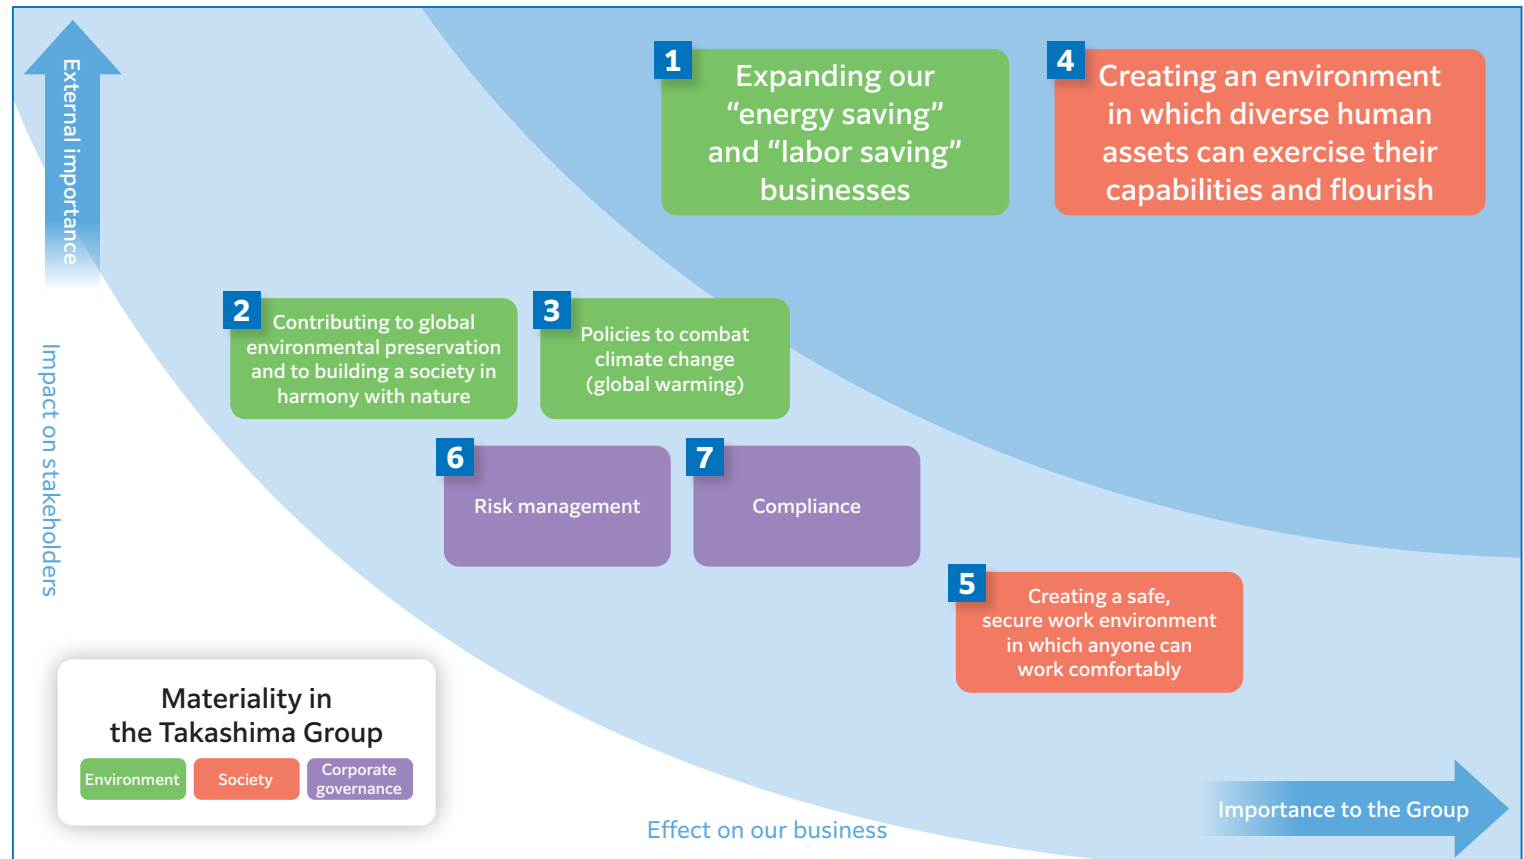 External importance
Impact on stakeholders
1
Expanding our
“energy saving”
and “labor saving”
businesses
4
Creating an environment
in which diverse human
assets can exercise their
capabilities and flourish
2
Contributing to global
environmental preservation
and to building a society in
harmony with nature
3
Policies to combat
climate change
(global warming)
6
Risk management
7
Compliance
5
Creating a safe,
secure work environment
in which anyone can
work comfortably
Materiality in
the Takashima Group
Environment
Society
Corporate
governance
Effect on our business
Importance to the Group